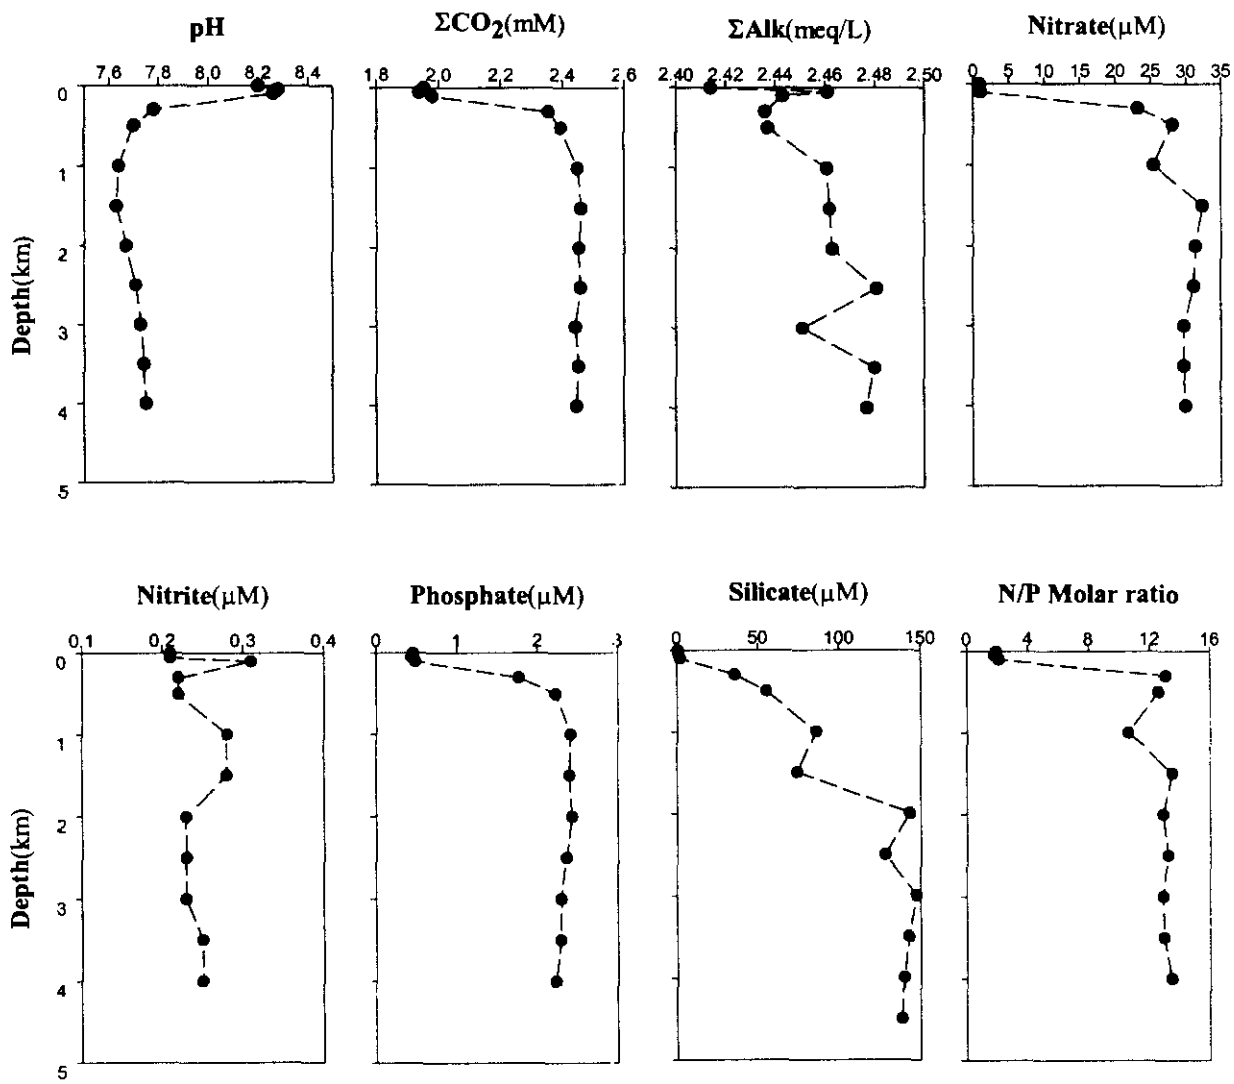 pH
ΣCO₂(mM)
ΣAlk(meq/L)
Nitrate(μM)
7,6 7,8 8,0 8,2 8,4
1,8 2,0 2,2 2,4 2,6
2.40 2.42 2.44 2.46 2.48 2.50
0 5 10 15 20 25 30 35
0
1
2
3
4
5
Depth(km)
Nitrite(μM)
Phosphate(μM)
Silicate(μM)
N/P Molar ratio
0,1 0,2 0,3 0,4
0 1 2 3
0 50 100 150
0 4 8 12 16
0
1
2
3
4
5
Depth(km)